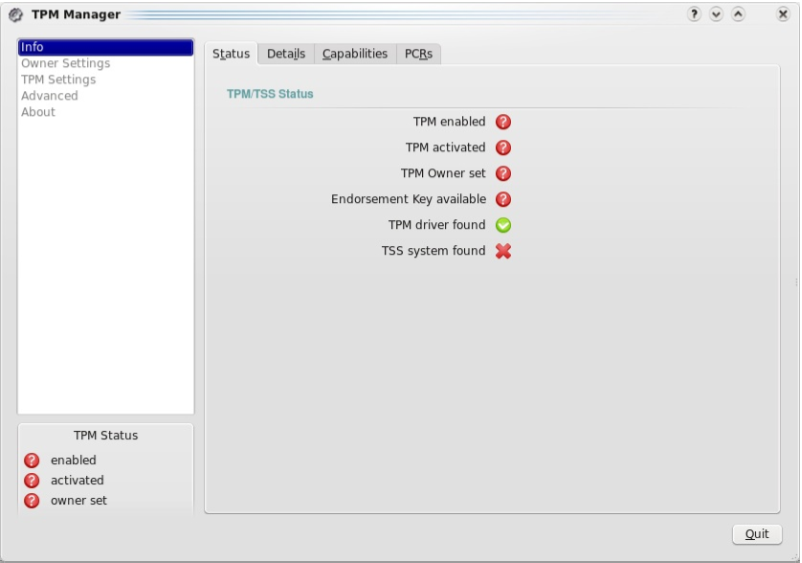 TPM Manager
Info
Owner Settings
TPM Settings
Advanced
About
Status Details Capabilities PCRs
TPM/TSS Status
TPM enabled
TPM activated
TPM Owner set
Endorsement Key available
TPM driver found
TSS system found
TPM Status
enabled
activated
owner set
Quit